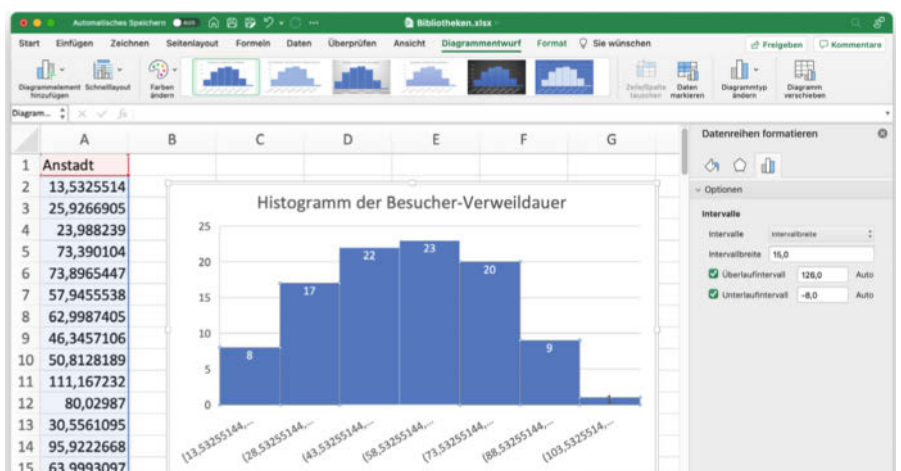 Automatisches Speichern AUS Bibliotheken.xlsx
Start Einfügen Zeichnen Seitenlayout Formeln Daten Überprüfen Ansicht Diagrammentwurf Format Sie wünschen Freigeben Kommentare
Diagrammelement hinzufügen
Schnelllayout
Farben ändern
Zeile/Spalte tauschen
Daten markieren
Diagrammtyp ändern
Diagramm verschieben
Diagram... fx
A B C D E F G
1 Anstadt
2 13,5325514
3 25,9266905
4 23,988239
5 73,390104
6 73,8965447
7 57,9455538
8 62,9987405
9 46,3457106
10 50,8128189
11 111,167232
12 80,02987
13 30,5561095
14 95,9222668
15 63,9993097
Histogramm der Besucher-Verweildauer
25
20
15
10
5
0
8 17 22 23 20 9 1
(13,53255144,...
(28,53255144,...
(43,53255144,...
(58,53255144,...
(73,53255144,...
(88,53255144,...
(103,5325514,...
Datenreihen formatieren
Optionen
Intervalle
Intervalle Intervallbreite
Intervallbreite 15,0
Überlaufintervall 126,0 Auto
Unterlaufintervall -8,0 Auto